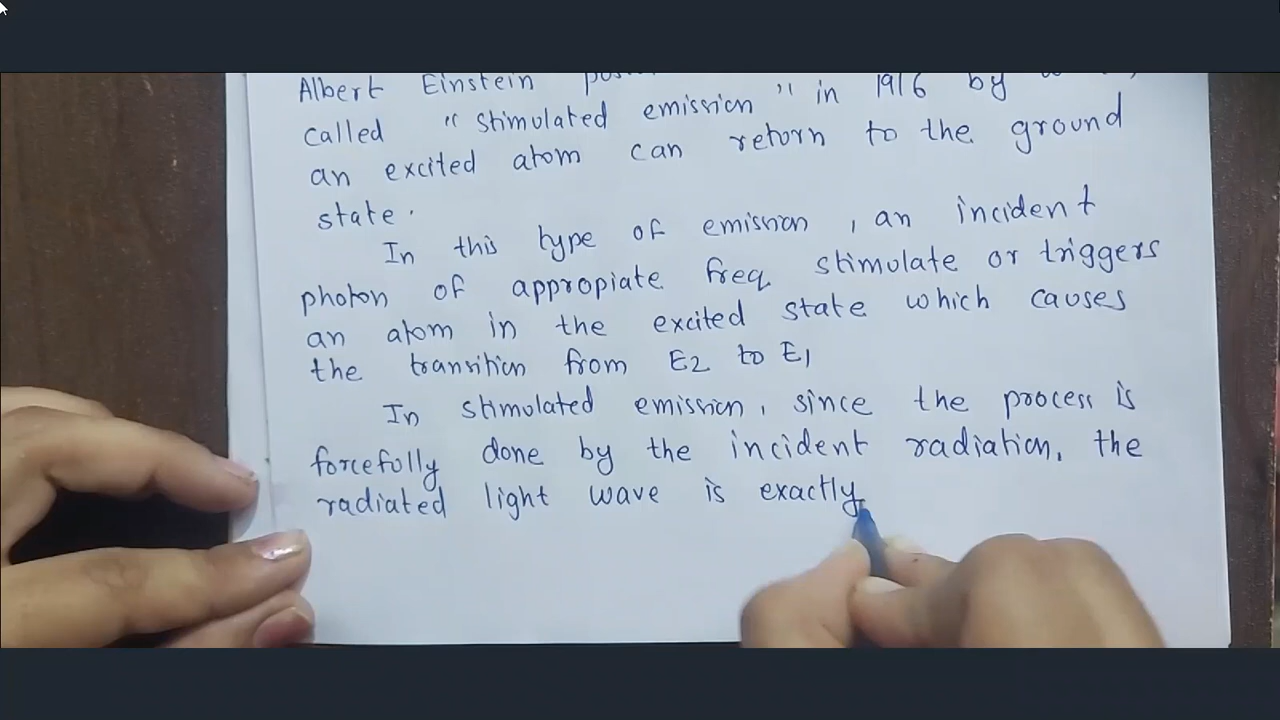 Albert Einstein in 1916 by
called " stimulated emission "
an excited atom can return to the ground
state.
In this type of emission, an incident
photon of appropiate freq stimulate or triggers
an atom in the excited state which causes
the transition from E2 to E1
In stimulated emission, since the process is
forcefully done by the incident radiation, the
radiated light wave is exactly